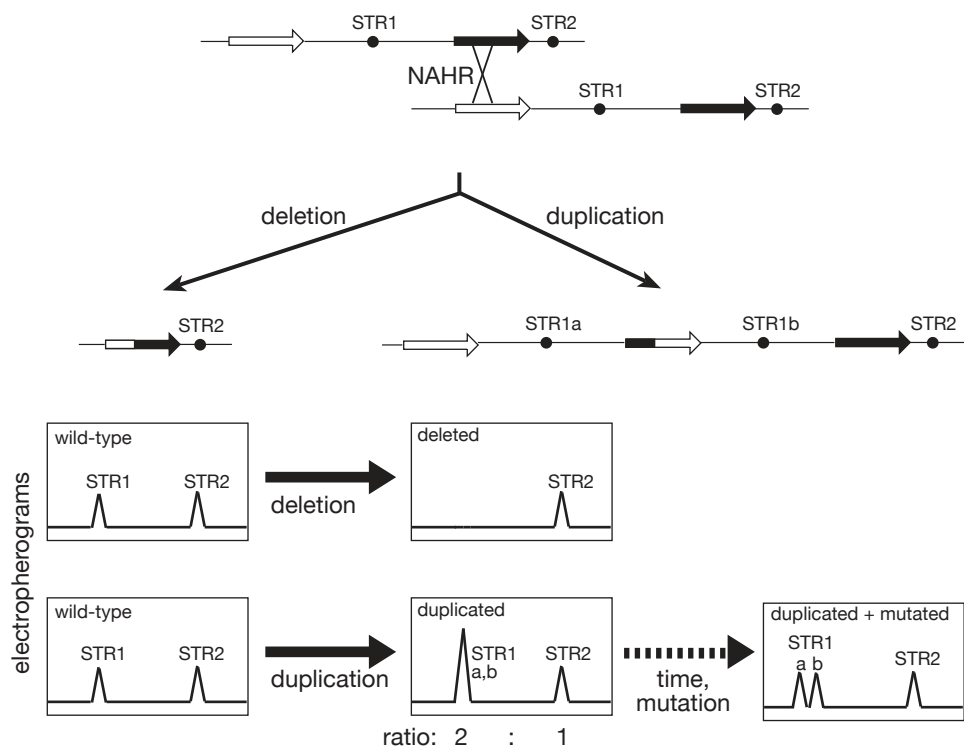 STR1 STR2
NAHR
STR1 STR2
deletion duplication
STR2 STR1a STR1b STR2
electropherograms
wild-type
STR1 STR2
deletion
deleted
STR2
wild-type
STR1 STR2
duplication
duplicated
STR1
a,b
STR2
time,
mutation
duplicated + mutated
STR1
a b
STR2
ratio: 2 : 1